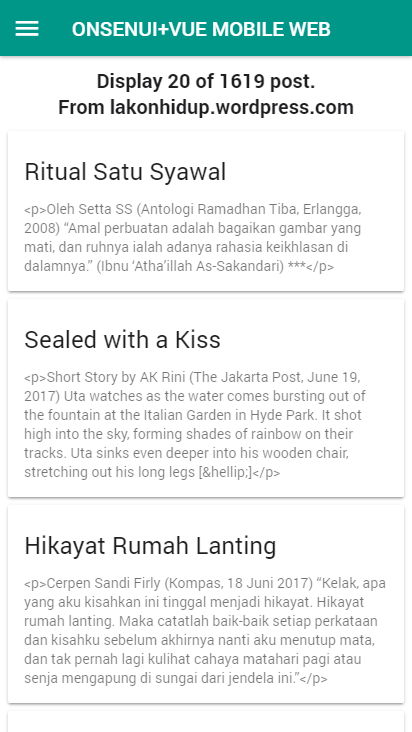 ONSENUI+VUE MOBILE WEB
Display 20 of 1619 post.
From lakonhidup.wordpress.com
Ritual Satu Syawal
<p>Oleh Setta SS (Antologi Ramadhan Tiba, Erlangga,
2008) “Amal perbuatan adalah bagaikan gambar yang
mati, dan ruhnya ialah adanya rahasia keikhlasan di
dalamnya.” (Ibnu ‘Atha’illah As-Sakandari) ***</p>
Sealed with a Kiss
<p>Short Story by AK Rini (The Jakarta Post, June 19,
2017) Uta watches as the water comes bursting out of
the fountain at the Italian Garden in Hyde Park. It shot
high into the sky, forming shades of rainbow on their
tracks. Uta sinks even deeper into his wooden chair,
stretching out his long legs [&hellip;]</p>
Hikayat Rumah Lanting
<p>Cerpen Sandi Firly (Kompas, 18 Juni 2017) “Kelak, apa
yang aku kisahkan ini tinggal menjadi hikayat. Hikayat
rumah lanting. Maka catatlah baik-baik setiap perkataan
dan kisahku sebelum akhirnya nanti aku menutup mata,
dan tak pernah lagi kulihat cahaya matahari pagi atau
senja mengapung di sungai dari jendela ini.”</p>